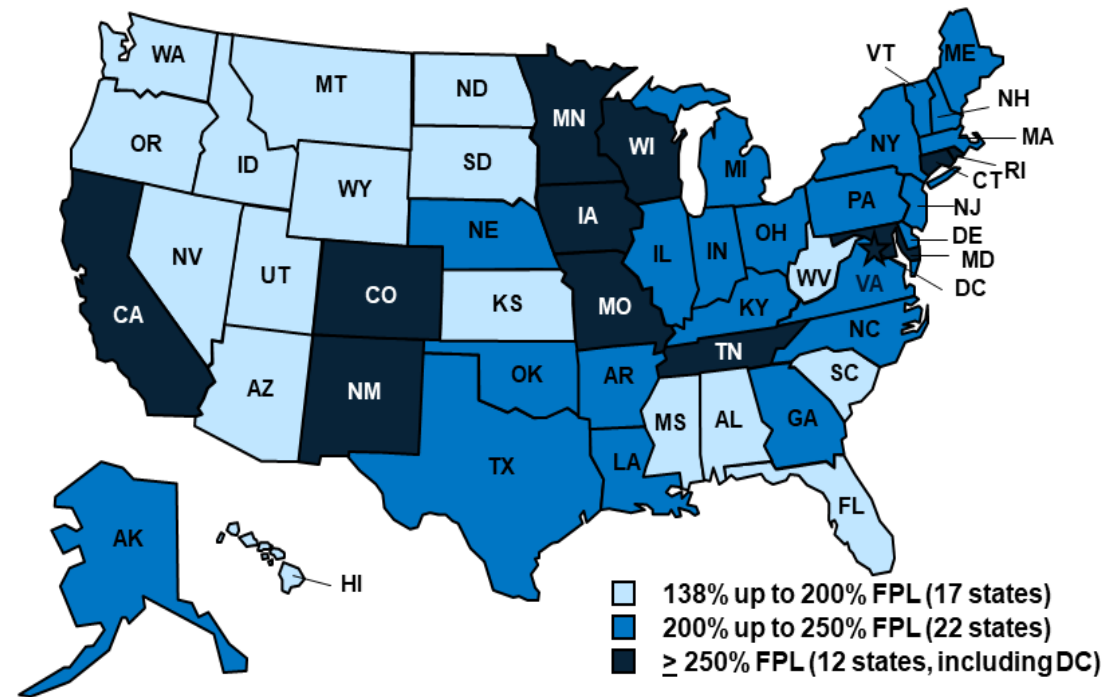 WA
MT
ND
MN
VT
ME
NH
MA
OR
ID
SD
WI
NY
MI
RI
CT
WY
PA
NJ
NE
IA
OH
DE
NV
UT
CO
IL
IN
WV
VA
MD
DC
CA
KS
MO
KY
NC
TN
AZ
NM
OK
AR
SC
MS
AL
GA
TX
LA
FL
AK
HI
138% up to 200% FPL (17 states)
200% up to 250% FPL (22 states)
≥ 250% FPL (12 states, including DC)